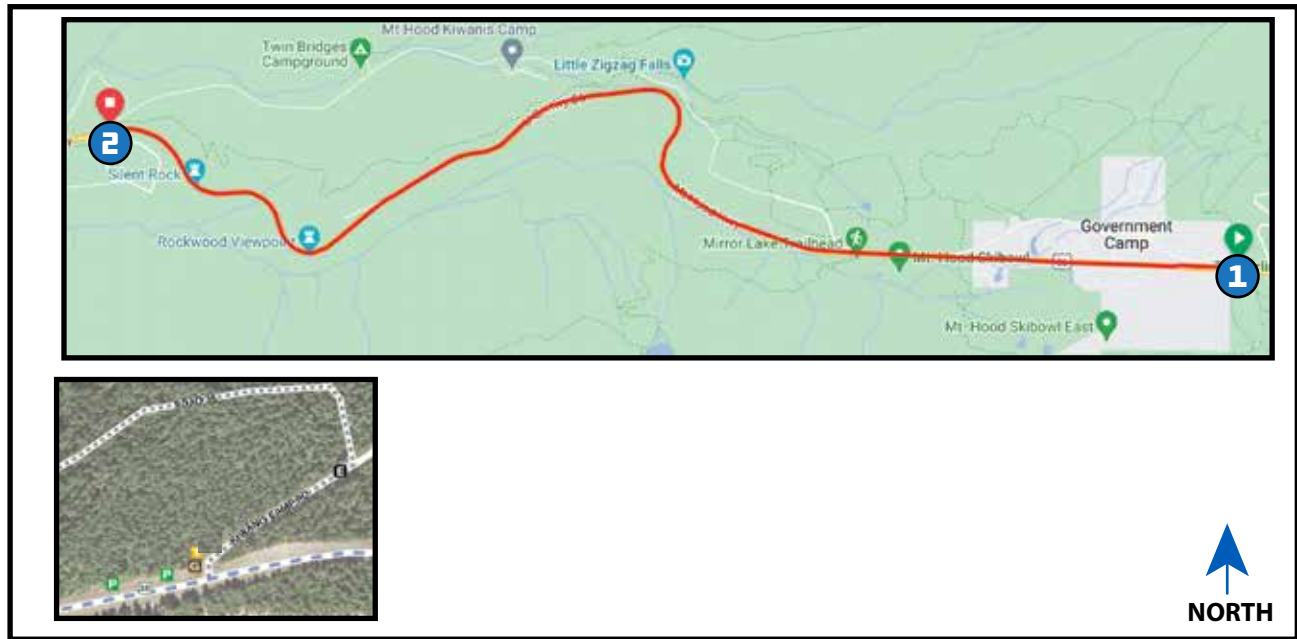 Mt Hood Kiwanis Camp
Twin Bridges
Campground
Little Zigzag Falls
2
Silent Rock
Government
Camp
Rockwood Viewpoint
Mirror Lake Trailhead
Mt. Hood Skibowl
1
Mt. Hood Skibowl East
E
P
P
G
26
NORTH